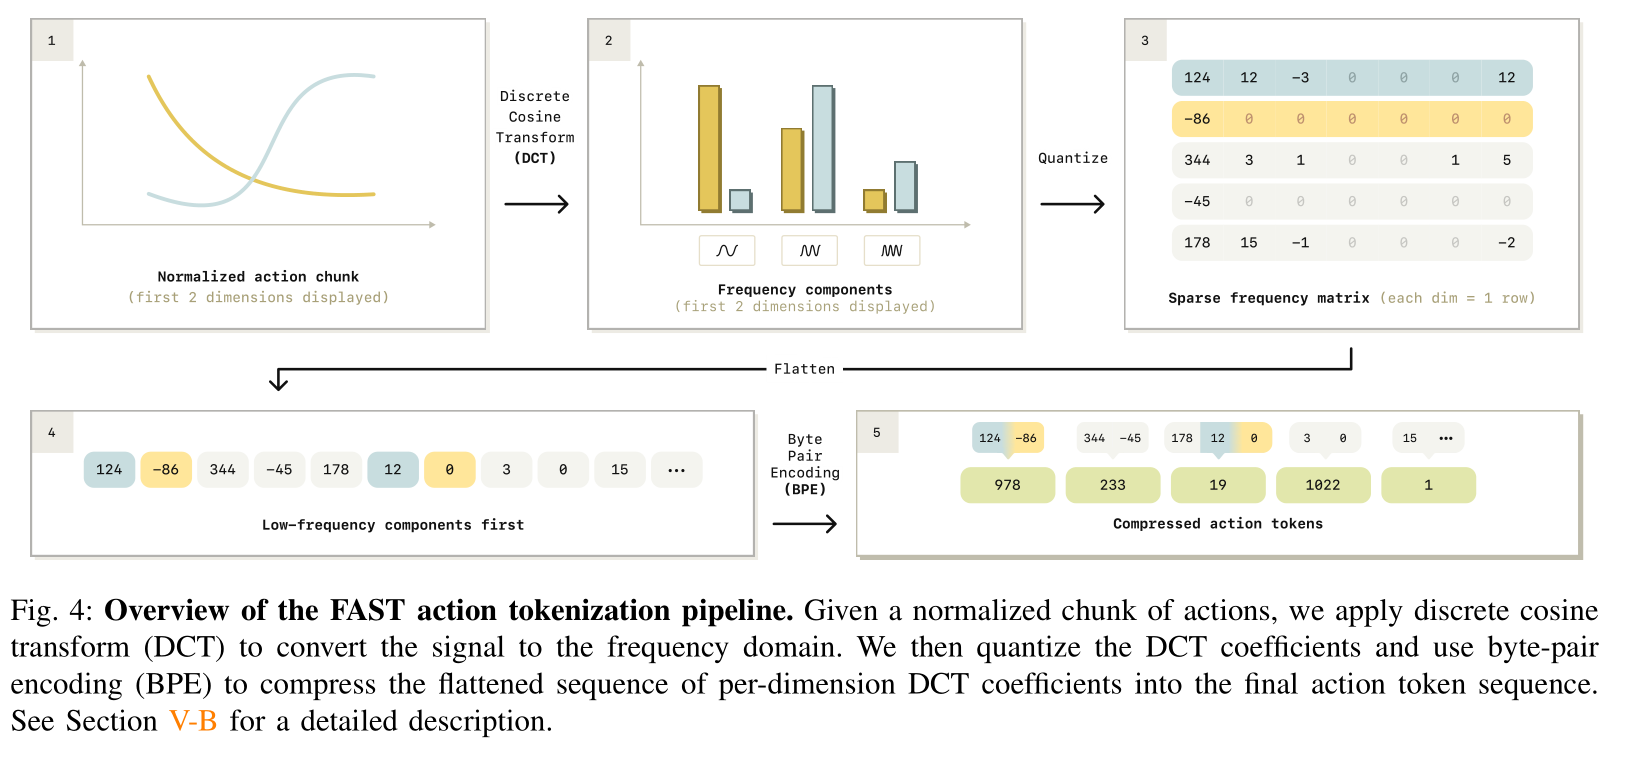 1
Normalized action chunk
(first 2 dimensions displayed)
Discrete
Cosine
Transform
(DCT)
2
Frequency components
(first 2 dimensions displayed)
Quantize
3
124 12 −3 0 0 0 12
−86 0 0 0 0 0 0
344 3 1 0 0 1 5
−45 0 0 0 0 0 0
178 15 −1 0 0 0 −2
Sparse frequency matrix (each dim = 1 row)
Flatten
4
124 −86 344 −45 178 12 0 3 0 15 ...
Low−frequency components first
Byte
Pair
Encoding
(BPE)
5
124 −86 344 −45 178 12 0 3 0 15 ...
978 233 19 1022 1
Compressed action tokens
Fig. 4: Overview of the FAST action tokenization pipeline. Given a normalized chunk of actions, we apply discrete cosine
transform (DCT) to convert the signal to the frequency domain. We then quantize the DCT coefficients and use byte-pair
encoding (BPE) to compress the flattened sequence of per-dimension DCT coefficients into the final action token sequence.
See Section V-B for a detailed description.